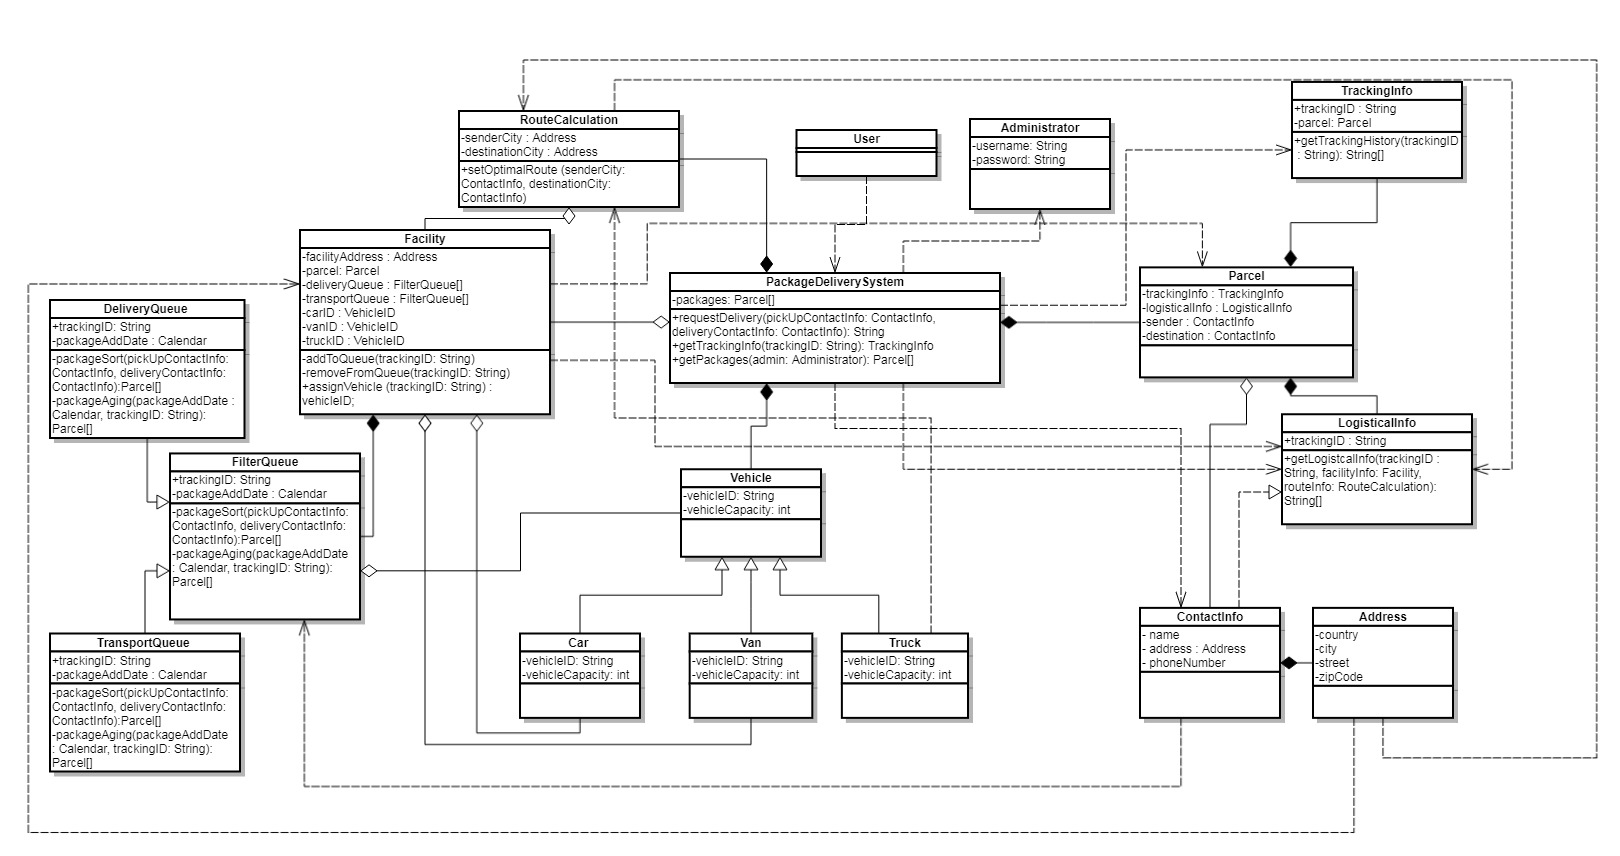 RouteCalculation
-senderCity : Address
-destinationCity : Address
+setOptimalRoute (senderCity:
ContactInfo, destinationCity:
ContactInfo)
User
Administrator
-username: String
-password: String
TrackingInfo
+trackingID : String
-parcel: Parcel
+getTrackingHistory(trackingID
: String): String[]
Facility
-facilityAddress : Address
-parcel: Parcel
-deliveryQueue : FilterQueue[]
-transportQueue : FilterQueue[]
-carID : VehicleID
-vanID : VehicleID
-truckID : VehicleID
-addToQueue(trackingID: String)
-removeFromQueue(trackingID: String)
+assignVehicle (trackingID: String) :
vehicleID;
PackageDeliverySystem
-packages: Parcel[]
+requestDelivery(pickUpContactInfo: ContactInfo,
deliveryContactInfo: ContactInfo): String
+getTrackingInfo(trackingID: String): TrackingInfo
+getPackages(admin: Administrator): Parcel[]
Parcel
-trackingInfo : TrackingInfo
-logisticalInfo : LogisticalInfo
-sender : ContactInfo
-destination : ContactInfo
DeliveryQueue
+trackingID: String
-packageAddDate : Calendar
-packageSort(pickUpContactInfo:
ContactInfo, deliveryContactInfo:
ContactInfo):Parcel[]
-packageAging(packageAddDate :
Calendar, trackingID: String):
Parcel[]
FilterQueue
+trackingID: String
-packageAddDate : Calendar
-packageSort(pickUpContactInfo:
ContactInfo, deliveryContactInfo:
ContactInfo):Parcel[]
-packageAging(packageAddDate
: Calendar, trackingID: String):
Parcel[]
LogisticalInfo
+trackingID : String
+getLogistcalInfo(trackingID :
String, facilityInfo: Facility,
routeInfo: RouteCalculation):
String[]
Vehicle
-vehicleID: String
-vehicleCapacity: int
TransportQueue
+trackingID: String
-packageAddDate : Calendar
-packageSort(pickUpContactInfo:
ContactInfo, deliveryContactInfo:
ContactInfo):Parcel[]
-packageAging(packageAddDate
: Calendar, trackingID: String):
Parcel[]
Car
-vehicleID: String
-vehicleCapacity: int
Van
-vehicleID: String
-vehicleCapacity: int
Truck
-vehicleID: String
-vehicleCapacity: int
ContactInfo
- name
- address : Address
- phoneNumber
Address
-country
-city
-street
-zipCode